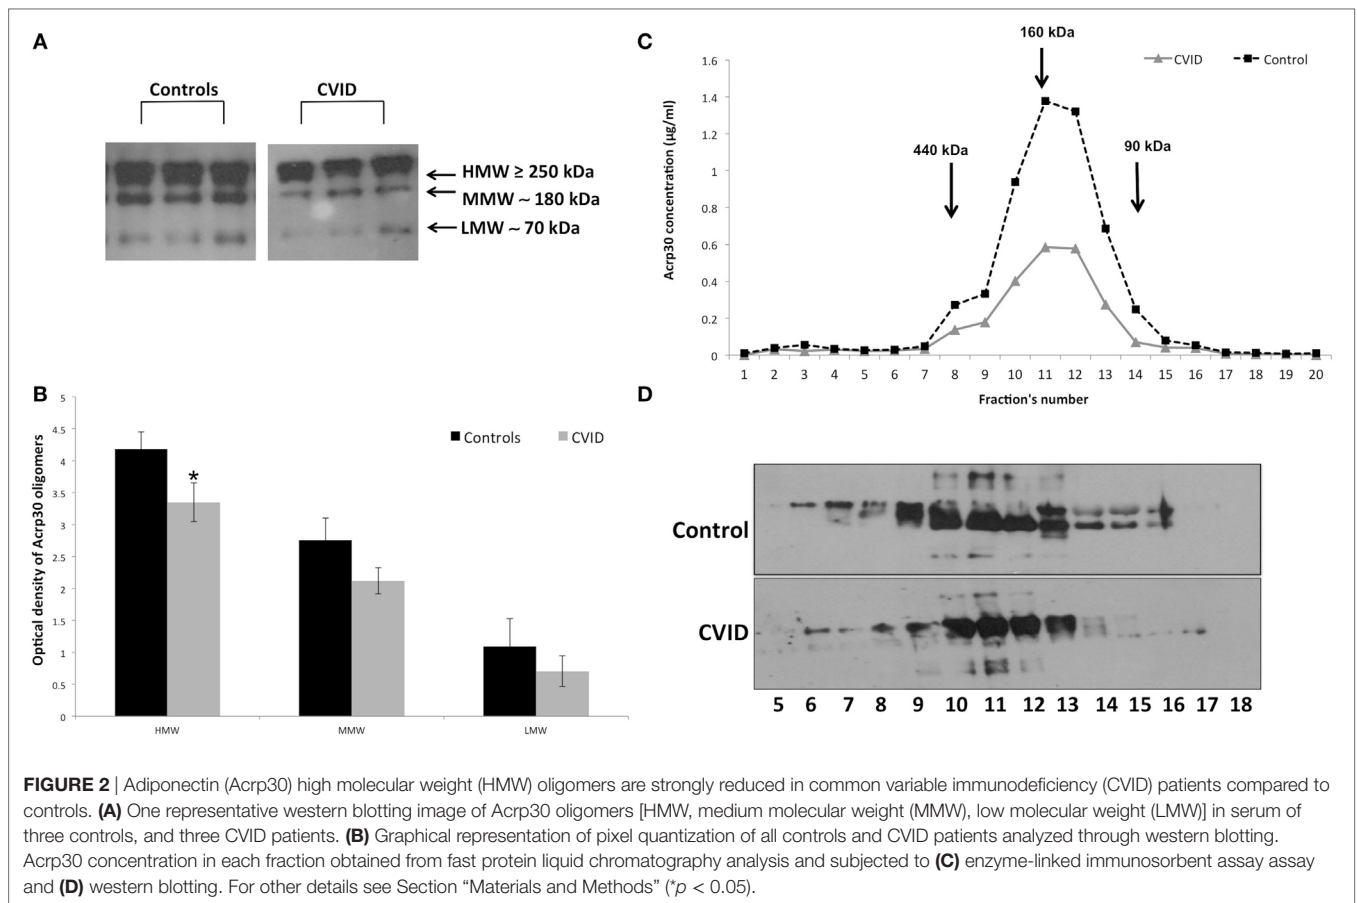 A
Controls
CVID
HMW ≥ 250 kDa
MMW ~ 180 kDa
LMW ~ 70 kDa
B
Optical density of Acrp30 oligomers
5
4.5
4
3.5
3
2.5
2
1.5
1
0.5
0
Controls
CVID
*
HMW
MMW
LMW
C
160 kDa
440 kDa
90 kDa
CVID
Control
Acrp30 concentration (µg/ml)
1.6
1.4
1.2
1
0.8
0.6
0.4
0.2
0
1 2 3 4 5 6 7 8 9 10 11 12 13 14 15 16 17 18 19 20
Fraction's number
D
Control
CVID
5 6 7 8 9 10 11 12 13 14 15 16 17 18
FIGURE 2 | Adiponectin (Acrp30) high molecular weight (HMW) oligomers are strongly reduced in common variable immunodeficiency (CVID) patients compared to
controls. (A) One representative western blotting image of Acrp30 oligomers [HMW, medium molecular weight (MMW), low molecular weight (LMW)] in serum of
three controls, and three CVID patients. (B) Graphical representation of pixel quantization of all controls and CVID patients analyzed through western blotting.
Acrp30 concentration in each fraction obtained from fast protein liquid chromatography analysis and subjected to (C) enzyme-linked immunosorbent assay assay
and (D) western blotting. For other details see Section “Materials and Methods” (*p < 0.05).